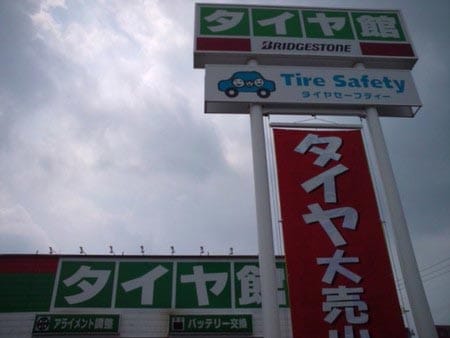 タイヤ館
BRIDGESTONE
Tire Safety
タイヤセーフティー
タイヤ大売出
タイヤ館
アライメント調整
バッテリー交換